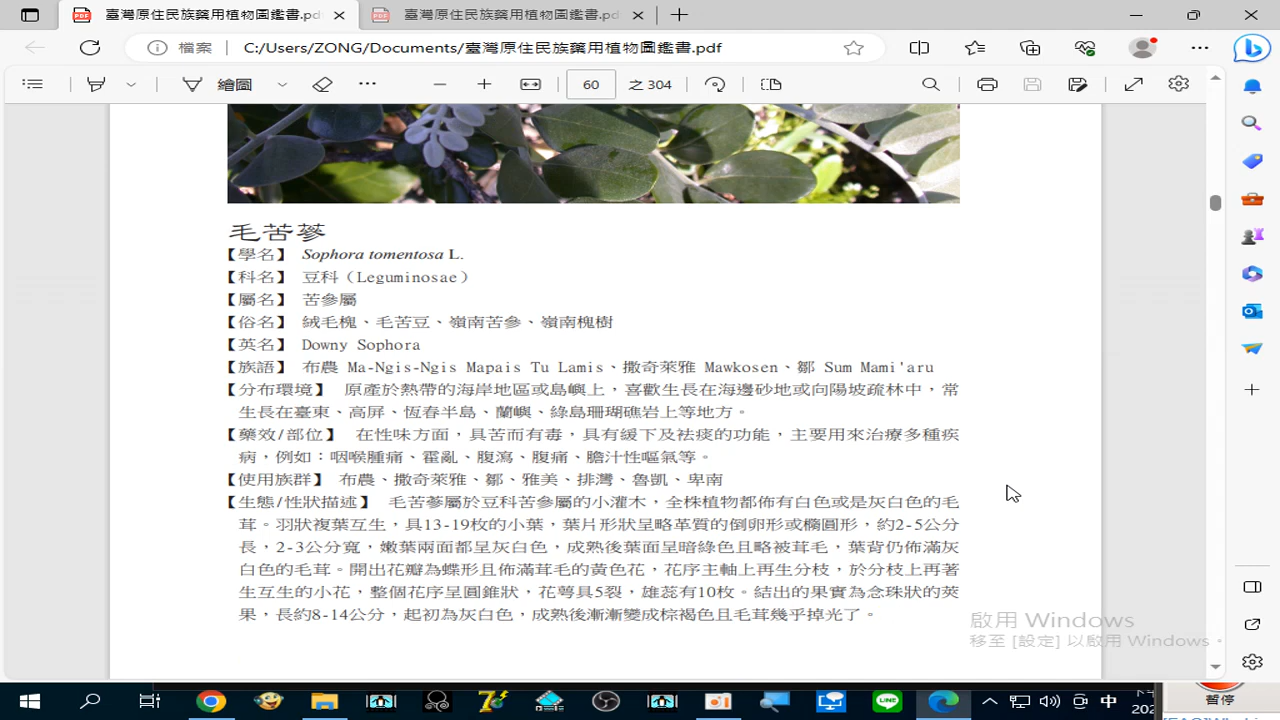 臺灣原住民族藥用植物圖鑑書.pdf
臺灣原住民族藥用植物圖鑑書.pdf
檔案
C:/Users/ZONG/Documents/臺灣原住民族藥用植物圖鑑書.pdf
繪圖
60
之 304
毛苦蔘
【學名】 Sophora tomentosa L.
【科名】 豆科（Leguminosae）
【屬名】 苦參屬
【俗名】 絨毛槐、毛苦豆、嶺南苦參、嶺南槐樹
【英名】 Downy Sophora
【族語】 布農 Ma-Ngis-Ngis Mapais Tu Lamis、撒奇萊雅 Mawkosen、鄒 Sum Mami'aru
【分布環境】 原產於熱帶的海岸地區或島嶼上，喜歡生長在海邊砂地或向陽坡疏林中，常
生長在臺東、高屏、恆春半島、蘭嶼、綠島珊瑚礁岩上等地方。
【藥效/部位】 在性味方面，具苦而有毒，具有緩下及袪痰的功能，主要用來治療多種疾
病，例如：咽喉腫痛、霍亂、腹瀉、腹痛、膽汁性嘔氣等。
【使用族群】 布農、撒奇萊雅、鄒、雅美、排灣、魯凱、卑南
【生態/性狀描述】 毛苦蔘屬於豆科苦參屬的小灌木，全株植物都佈有白色或是灰白色的毛
茸。羽狀複葉互生，具13-19枚的小葉，葉片形狀呈略革質的倒卵形或橢圓形，約2-5公分
長，2-3公分寬，嫩葉兩面都呈灰白色，成熟後葉面呈暗綠色且略被茸毛，葉背仍佈滿灰
白色的毛茸。開出花瓣為蝶形且佈滿茸毛的黃色花，花序主軸上再生分枝，於分枝上再著
生互生的小花，整個花序呈圓錐狀，花萼具5裂，雄蕊有10枚。結出的果實為念珠狀的莢
果，長約8-14公分，起初為灰白色，成熟後漸漸變成棕褐色且毛茸幾乎掉光了。
啟用 Windows
移至 [設定] 以啟用 Windows。
LINE
中
暫停